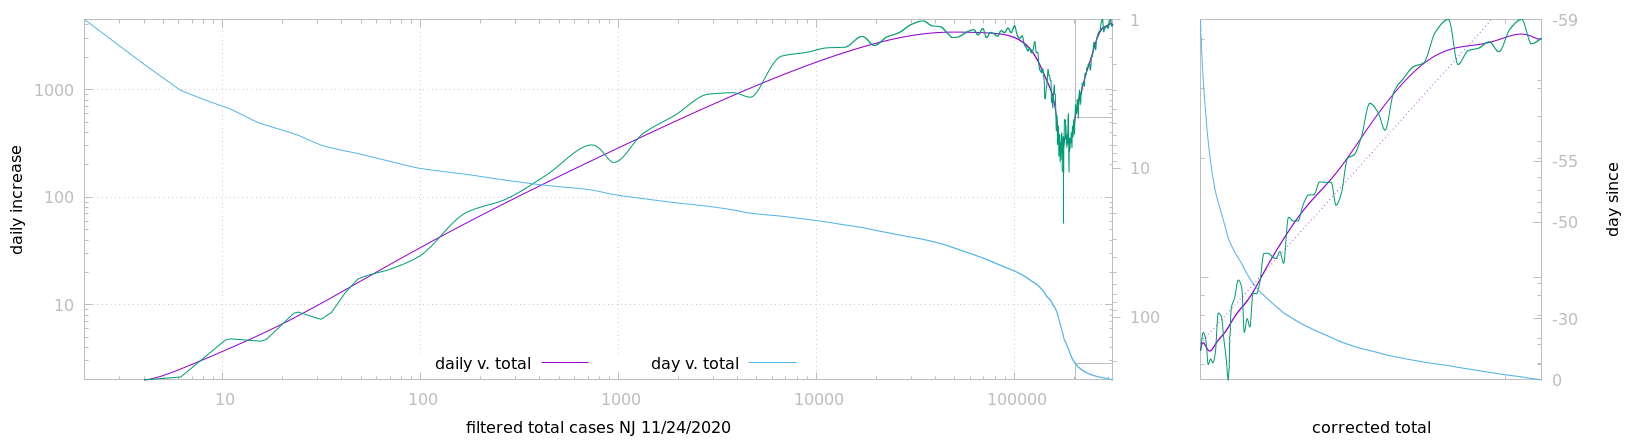 daily increase
1000
100
10
daily v. total
day v. total
10
100
1000
10000
100000
filtered total cases NJ 11/24/2020
1
10
100
-59
-55
-50
-30
0
day since
corrected total